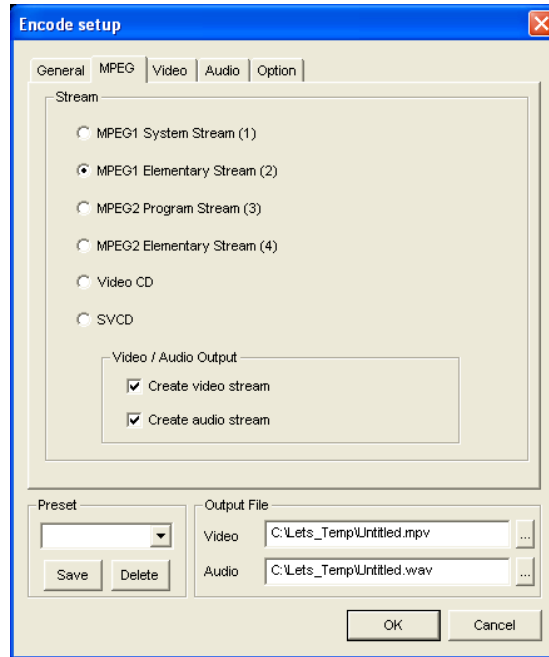 Encode setup
General MPEG Video Audio Option
Stream
MPEG1 System Stream (1)
MPEG1 Elementary Stream (2)
MPEG2 Program Stream (3)
MPEG2 Elementary Stream (4)
Video CD
SVCD
Video / Audio Output
Create video stream
Create audio stream
Preset
Save Delete
Output File
Video C:\Lets_Temp\Untitled.mpv ...
Audio C:\Lets_Temp\Untitled.wav ...
OK Cancel